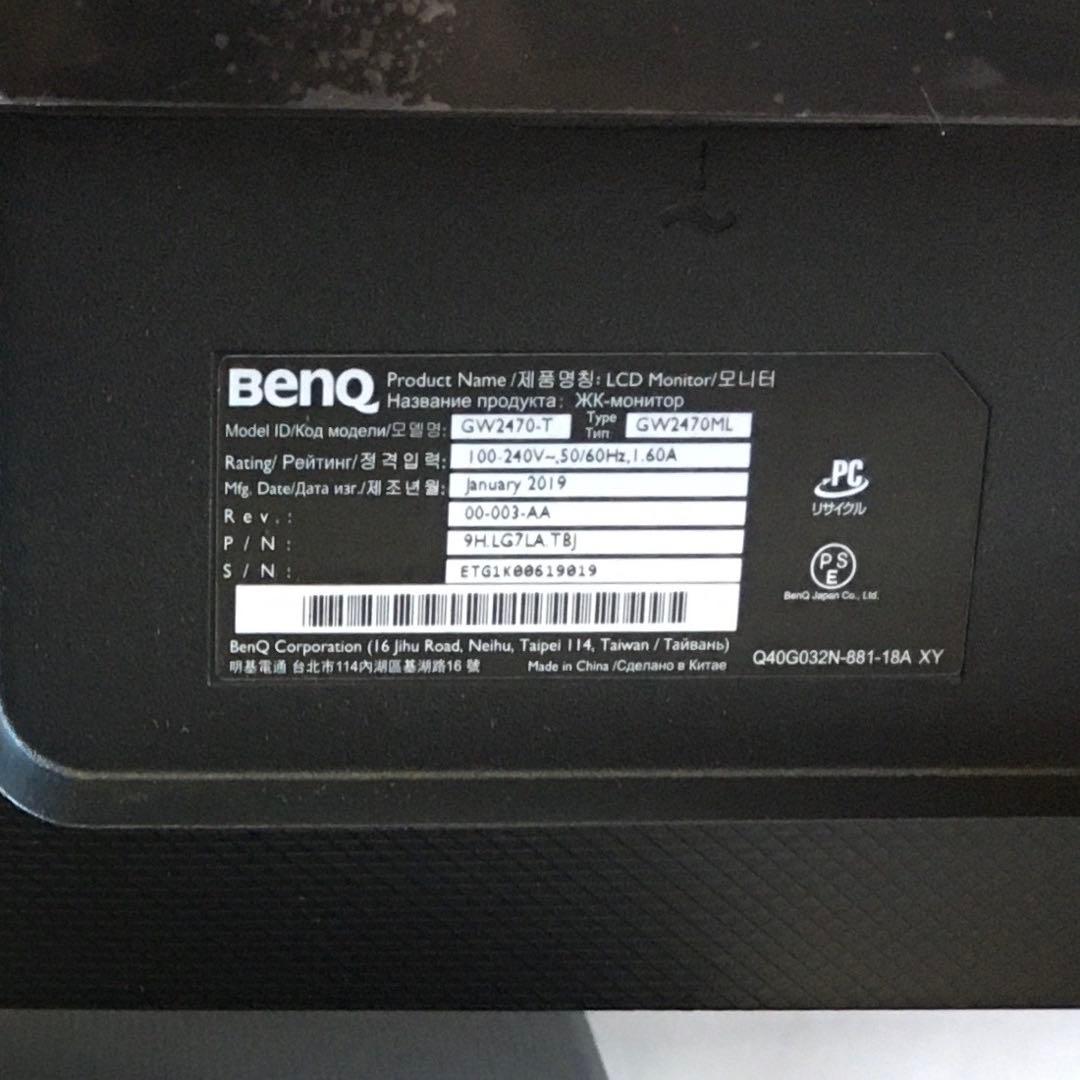 BenQ
Product Name /제품명칭: LCD Monitor/모니터
Название продукта: ЖК-монитор
Model ID/Код модели/모델명: GW2470-T Type Тип GW2470ML
Rating/ Рейтинг/정격입력: 100-240V~,50/60Hz,1.60A
Mfg. Date/Дата изг./제조년월: January 2019
Rev.: 00-003-AA
P/N: 9H.LG7LA.TBJ
S/N: ETG1K00619019
BenQ Corporation (16 Jihu Road, Neihu, Taipei 114, Taiwan / Тайвань)
明基電通 台北市114內湖區基湖路16 號 Made in China /Сделано в Китае
PC
リサイクル
PSE
BenQ Japan Co., Ltd.
Q40G032N-881-18A XY